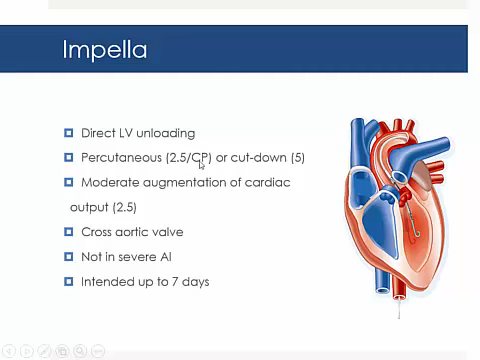 Impella
Direct LV unloading
Percutaneous (2.5/CP) or cut-down (5)
Moderate augmentation of cardiac
output (2.5)
Cross aortic valve
Not in severe AI
Intended up to 7 days